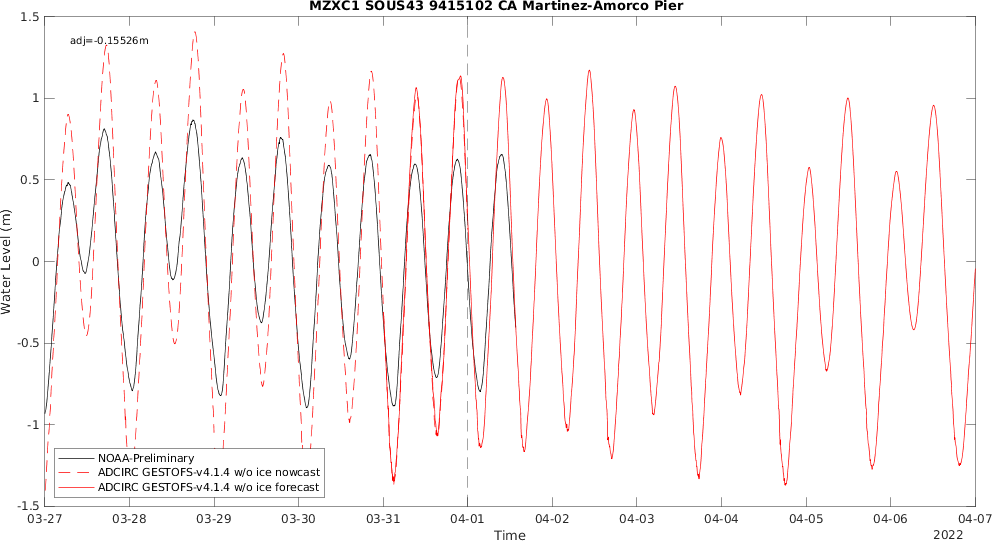 MZXC1 SOUS43 9415102 CA Martinez-Amorco Pier
adj=-0.15526m
1.5
1
0.5
0
-0.5
-1
-1.5
Water Level (m)
NOAA-Preliminary
ADCIRC GESTOFS-v4.1.4 w/o ice nowcast
ADCIRC GESTOFS-v4.1.4 w/o ice forecast
03-27 03-28 03-29 03-30 03-31 04-01 04-02 04-03 04-04 04-05 04-06 04-07
Time
2022